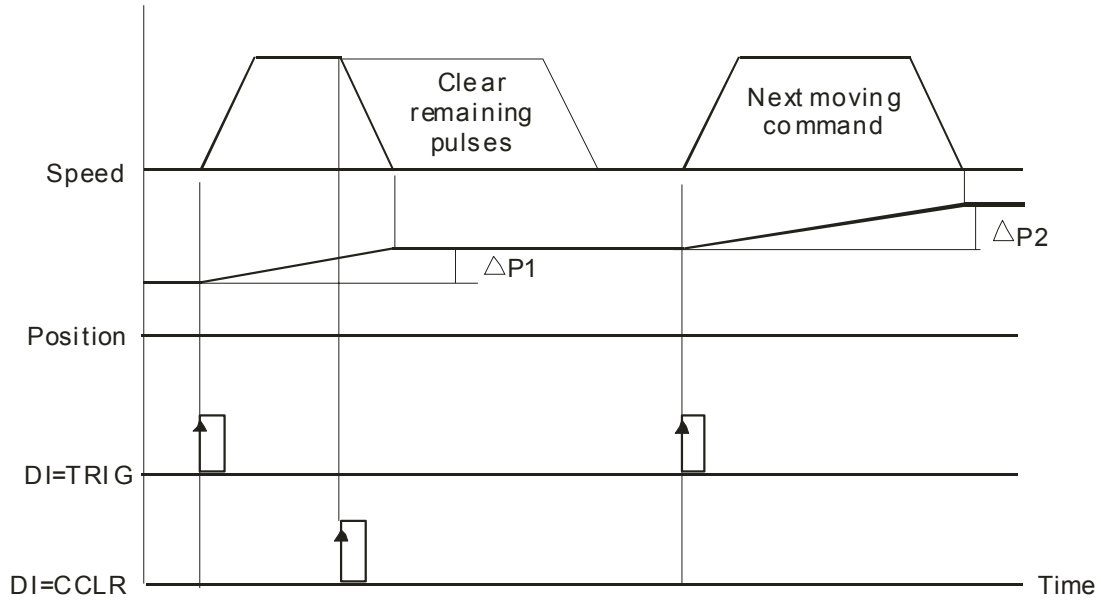 Clear
remaining
pulses
Next moving
command
Speed
△P2
△P1
Position
DI=TRIG
DI=CCLR
Time